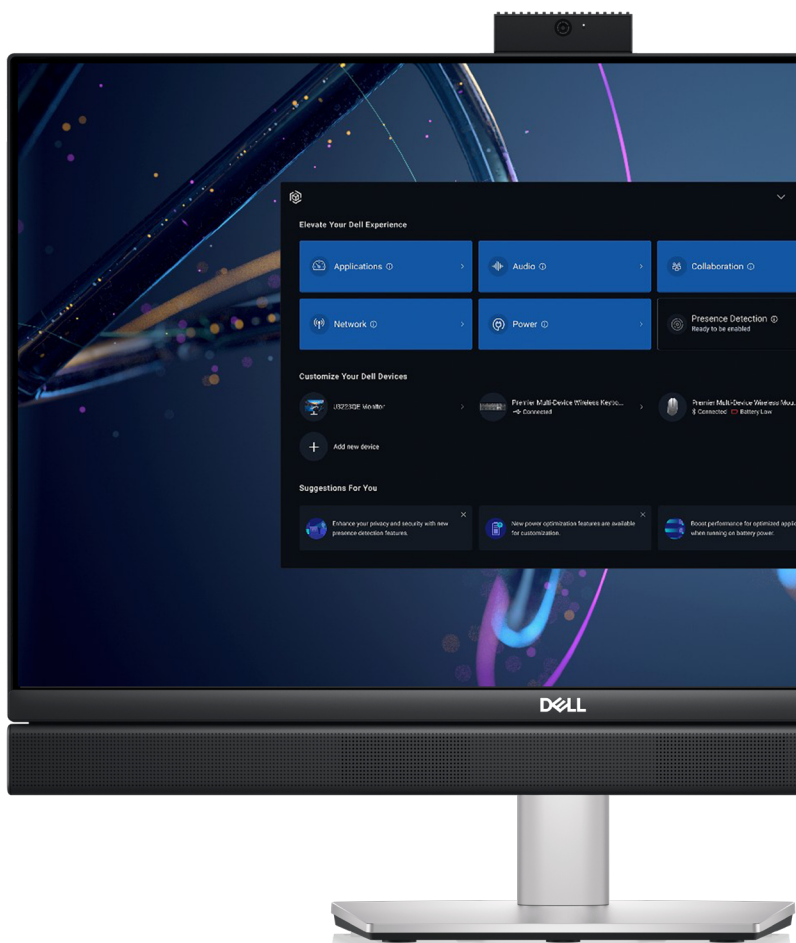 Elevate Your Dell Experience
Applications
Audio
Collaboration
Network
Power
Presence Detection
Ready to be enabled
Customize Your Dell Devices
U3223QE Monitor
Premier Multi-Device Wireless Keybo...
Connected
Premier Multi-Device Wireless Mou...
Connected Battery Low
Add new device
Suggestions For You
Enhance your privacy and security with new
presence detection features.
New power optimization features are available
for customization.
Boost performance for optimized applic
when running on battery power.
DELL